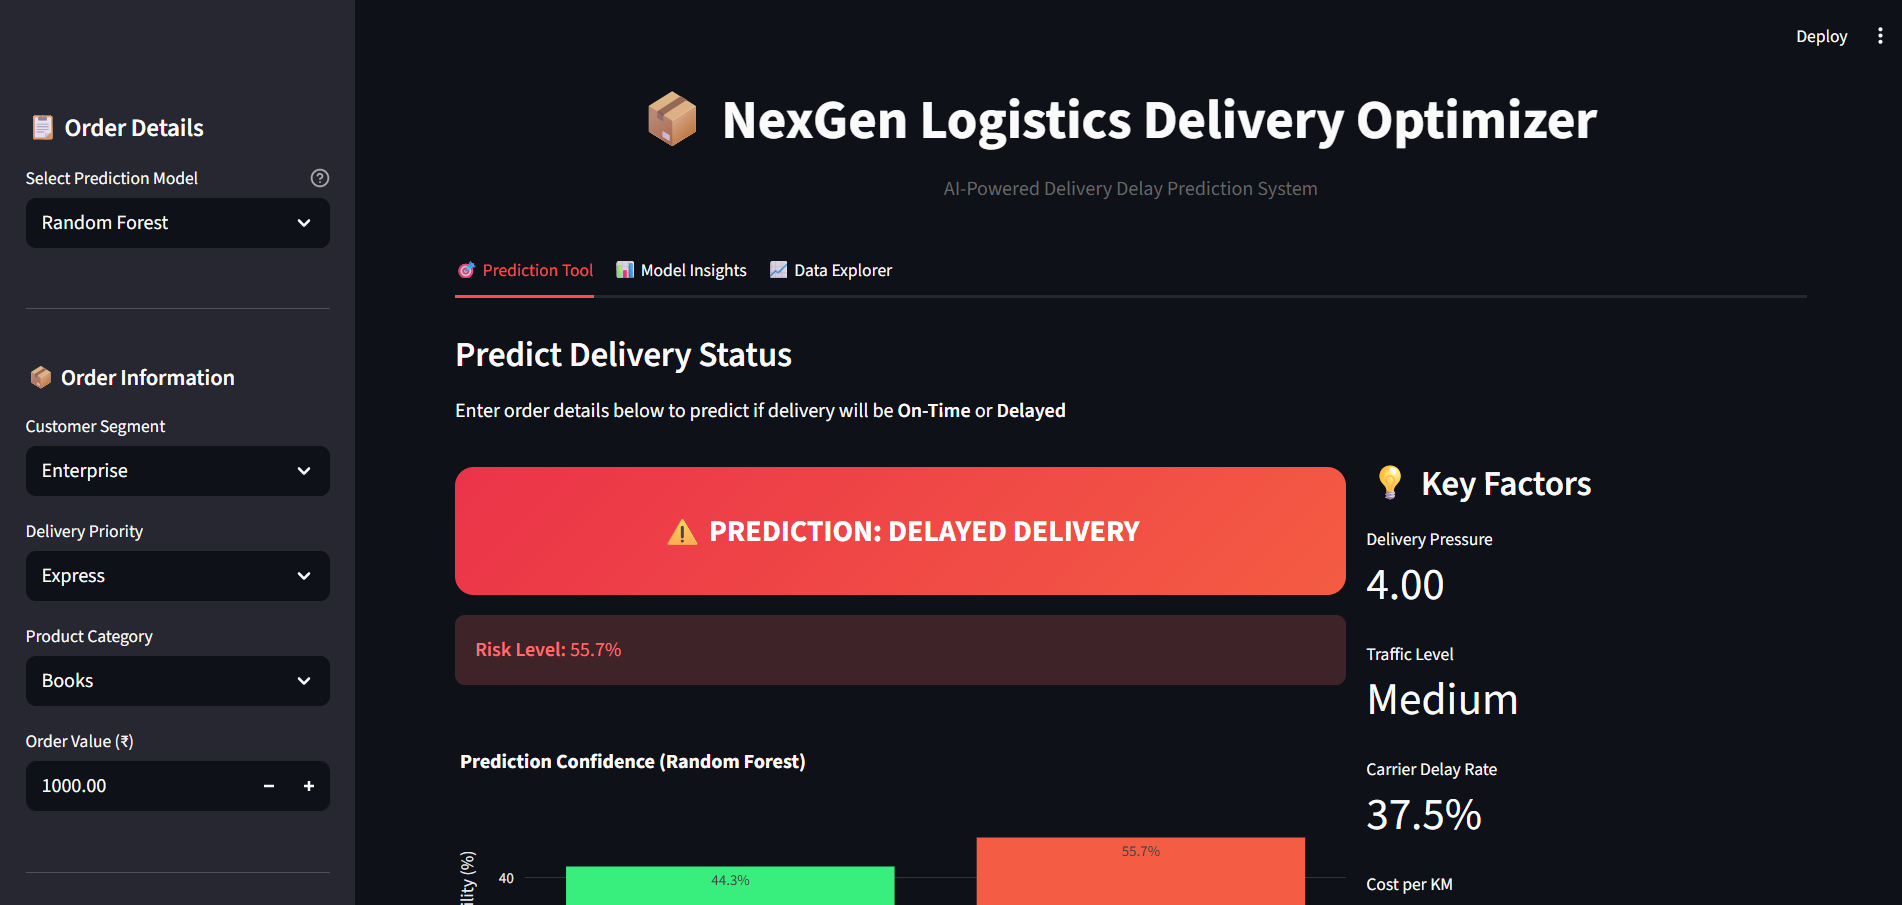 Deploy
Order Details
Select Prediction Model
Random Forest
Order Information
Customer Segment
Enterprise
Delivery Priority
Express
Product Category
Books
Order Value (₹)
1000.00
NexGen Logistics Delivery Optimizer
AI-Powered Delivery Delay Prediction System
Prediction Tool
Model Insights
Data Explorer
Predict Delivery Status
Enter order details below to predict if delivery will be On-Time or Delayed
PREDICTION: DELAYED DELIVERY
Risk Level: 55.7%
Prediction Confidence (Random Forest)
40
44.3%
55.7%
Key Factors
Delivery Pressure
4.00
Traffic Level
Medium
Carrier Delay Rate
37.5%
Cost per KM